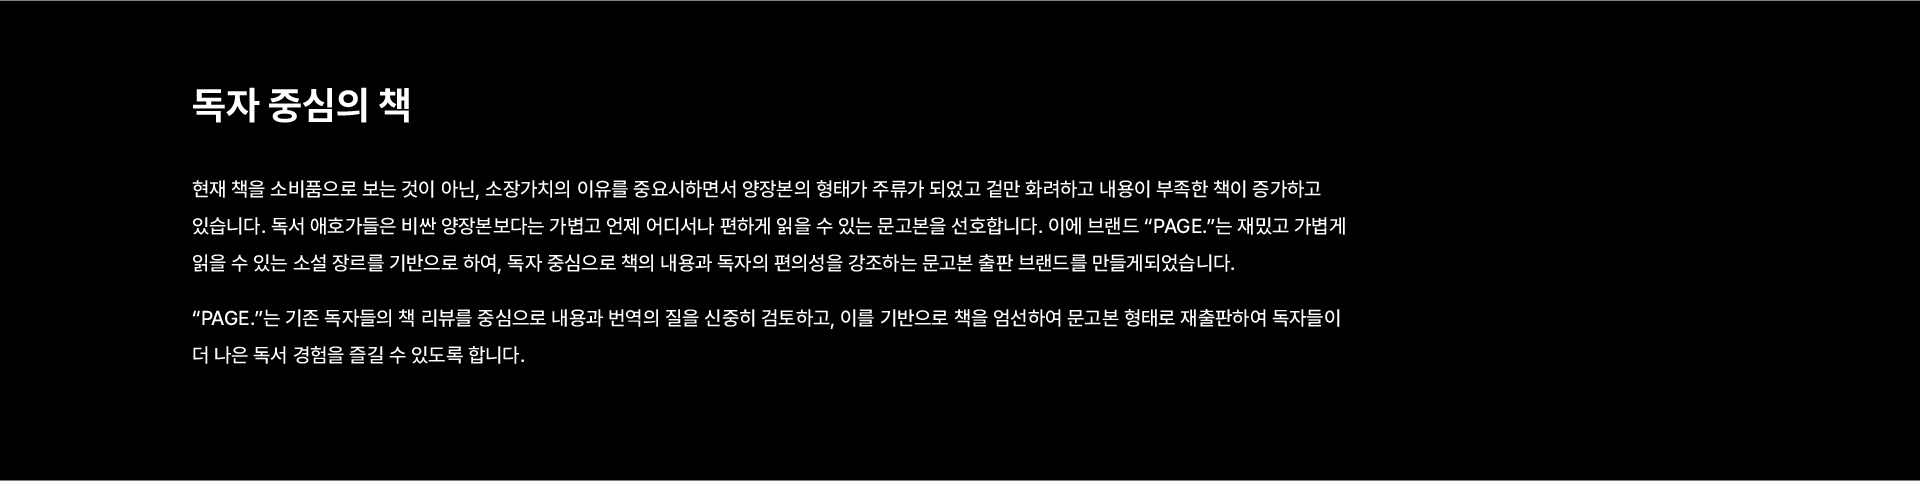 독자 중심의 책
현재 책을 소비품으로 보는 것이 아닌, 소장가치의 이유를 중요시하면서 양장본의 형태가 주류가 되었고 겉만 화려하고 내용이 부족한 책이 증가하고
있습니다. 독서 애호가들은 비싼 양장본보다는 가볍고 언제 어디서나 편하게 읽을 수 있는 문고본을 선호합니다. 이에 브랜드 “PAGE.”는 재밌고 가볍게
읽을 수 있는 소설 장르를 기반으로 하여, 독자 중심으로 책의 내용과 독자의 편의성을 강조하는 문고본 출판 브랜드를 만들게되었습니다.
“PAGE.”는 기존 독자들의 책 리뷰를 중심으로 내용과 번역의 질을 신중히 검토하고, 이를 기반으로 책을 엄선하여 문고본 형태로 재출판하여 독자들이
더 나은 독서 경험을 즐길 수 있도록 합니다.